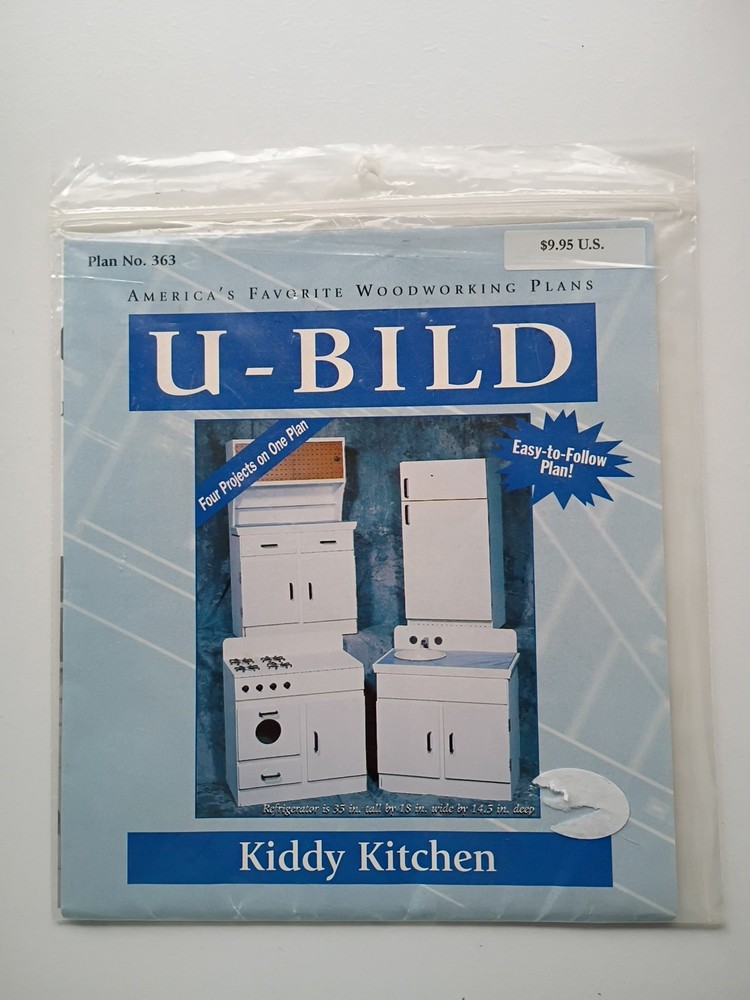 Plan No. 363
$9.95 U.S.
AMERICA'S FAVORITE WOODWORKING PLANS
U-BILD
Four Projects on One Plan
Easy-to-Follow
Plan!
Refrigerator is 35 in. tall by 18 in. wide by 14.5 in. deep
Kiddy Kitchen